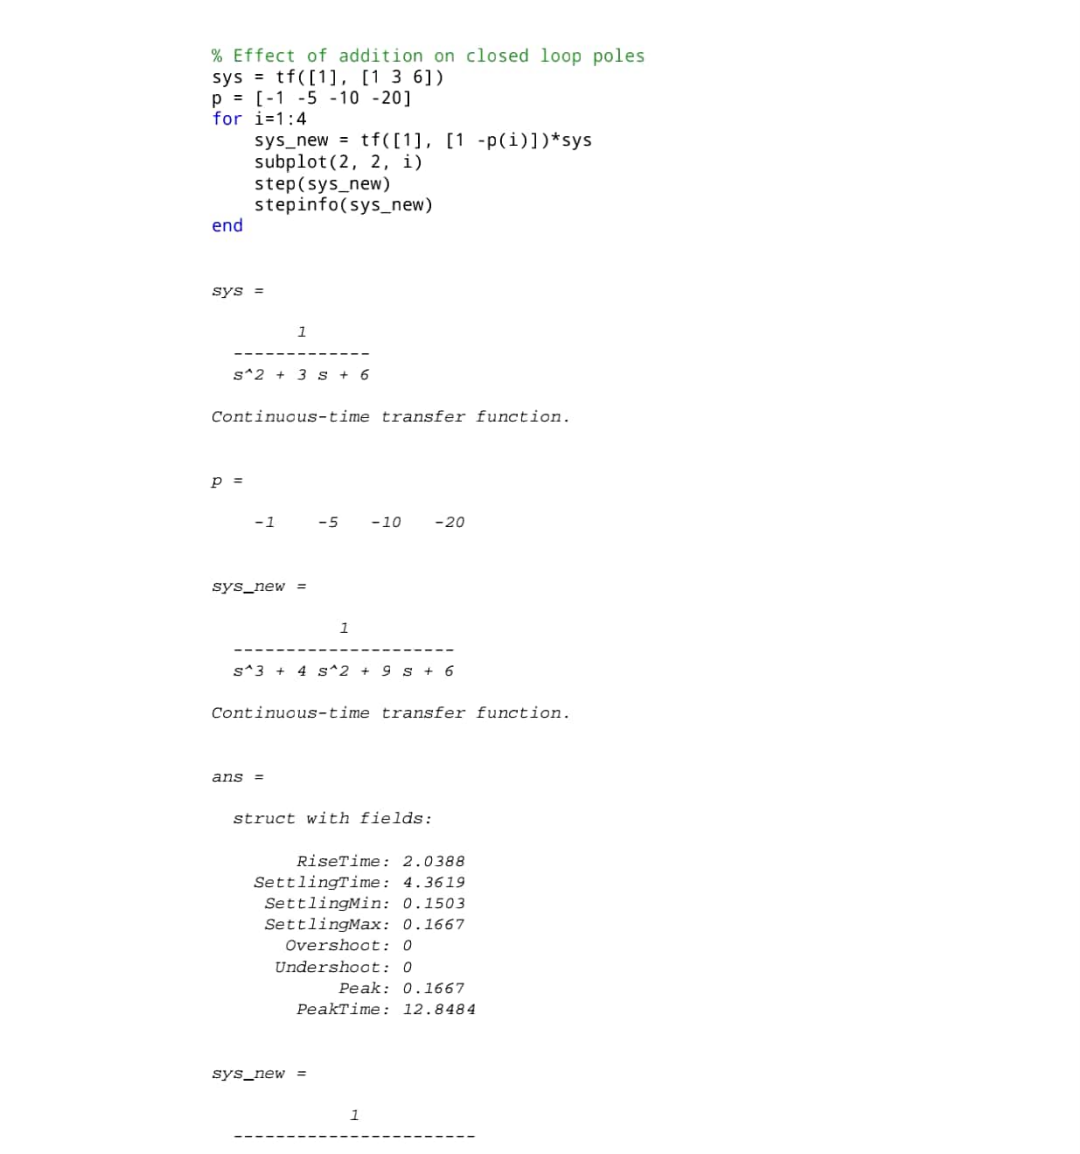 % Effect of addition on closed loop poles
sys = tf([1], [1 3 6])
p = [-1 -5 -10 -20]
for i=1:4
    sys_new = tf([1], [1 -p(i)])*sys
    subplot(2, 2, i)
    step(sys_new)
    stepinfo(sys_new)
end
sys =
1
-------------
s^2 + 3 s + 6
Continuous-time transfer function.
p =
-1 -5 -10 -20
sys_new =
1
---------------------
s^3 + 4 s^2 + 9 s + 6
Continuous-time transfer function.
ans =
struct with fields:
RiseTime: 2.0388
SettlingTime: 4.3619
SettlingMin: 0.1503
SettlingMax: 0.1667
Overshoot: 0
Undershoot: 0
Peak: 0.1667
PeakTime: 12.8484
sys_new =
1
-----------------------